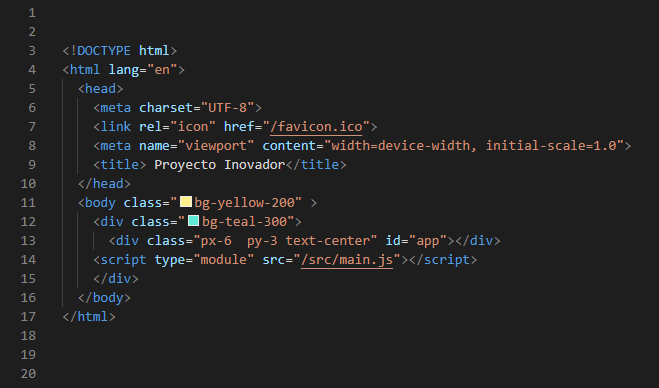 1
2
3 <!DOCTYPE html>
4 <html lang="en">
5 <head>
6 <meta charset="UTF-8">
7 <link rel="icon" href="/favicon.ico">
8 <meta name="viewport" content="width=device-width, initial-scale=1.0">
9 <title> Proyecto Inovador</title>
10 </head>
11 <body class="bg-yellow-200" >
12 <div class="bg-teal-300">
13 <div class="px-6  py-3 text-center" id="app"></div>
14 <script type="module" src="/src/main.js"></script>
15 </div>
16 </body>
17 </html>
18
19
20